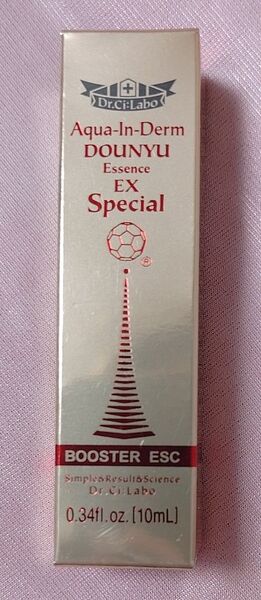 Dr.Ci:Labo
Aqua-In-Derm
DOUNYU
Essence
EX
Special
®
BOOSTER ESC
Simple&Result&Science
Dr.Ci:Labo
0.34fl.oz. [10mL]